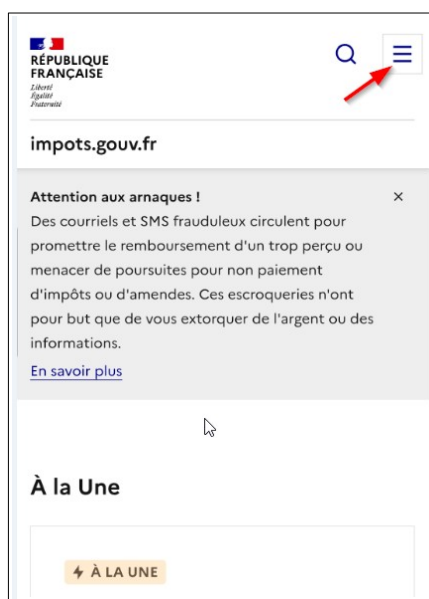 RÉPUBLIQUE
FRANÇAISE
Liberté
Égalité
Fraternité
impots.gouv.fr
Attention aux arnaques !
Des courriels et SMS frauduleux circulent pour
promettre le remboursement d'un trop perçu ou
menacer de poursuites pour non paiement
d'impôts ou d'amendes. Ces escroqueries n'ont
pour but que de vous extorquer de l'argent ou des
informations.
En savoir plus
À la Une
À LA UNE